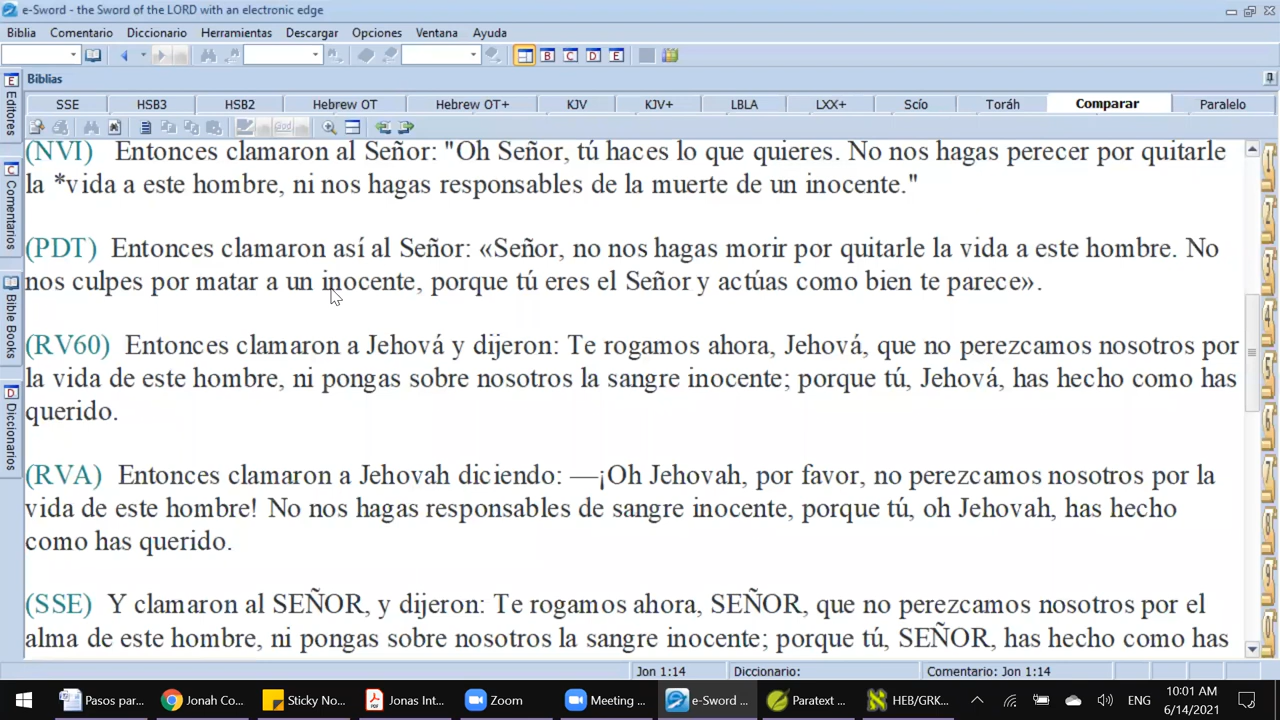 e-Sword - the Sword of the LORD with an electronic edge
Biblia Comentario Diccionario Herramientas Descargar Opciones Ventana Ayuda
B C D E
Biblias
SSE HSB3 HSB2 Hebrew OT Hebrew OT+ KJV KJV+ LBLA LXX+ Scío Toráh Comparar Paralelo
E Editores
Comentarios
Bible Books
D Diccionarios
(NVI) Entonces clamaron al Señor: "Oh Señor, tú haces lo que quieres. No nos hagas perecer por quitarle
la *vida a este hombre, ni nos hagas responsables de la muerte de un inocente."
(PDT) Entonces clamaron así al Señor: «Señor, no nos hagas morir por quitarle la vida a este hombre. No
nos culpes por matar a un inocente, porque tú eres el Señor y actúas como bien te parece».
(RV60) Entonces clamaron a Jehová y dijeron: Te rogamos ahora, Jehová, que no perezcamos nosotros por
la vida de este hombre, ni pongas sobre nosotros la sangre inocente; porque tú, Jehová, has hecho como has
querido.
(RVA) Entonces clamaron a Jehovah diciendo: —¡Oh Jehovah, por favor, no perezcamos nosotros por la
vida de este hombre! No nos hagas responsables de sangre inocente, porque tú, oh Jehovah, has hecho
como has querido.
(SSE) Y clamaron al SEÑOR, y dijeron: Te rogamos ahora, SEÑOR, que no perezcamos nosotros por el
alma de este hombre, ni pongas sobre nosotros la sangre inocente; porque tú, SEÑOR, has hecho como has
1
2
3
4
5
6
7
8
9
0
Jon 1:14 Diccionario: Comentario: Jon 1:14
Pasos par... Jonah Co... Sticky No... Jonas Int... Zoom Meeting ... e-Sword ... Paratext ... HEB/GRK... ENG 10:01 AM
6/14/2021